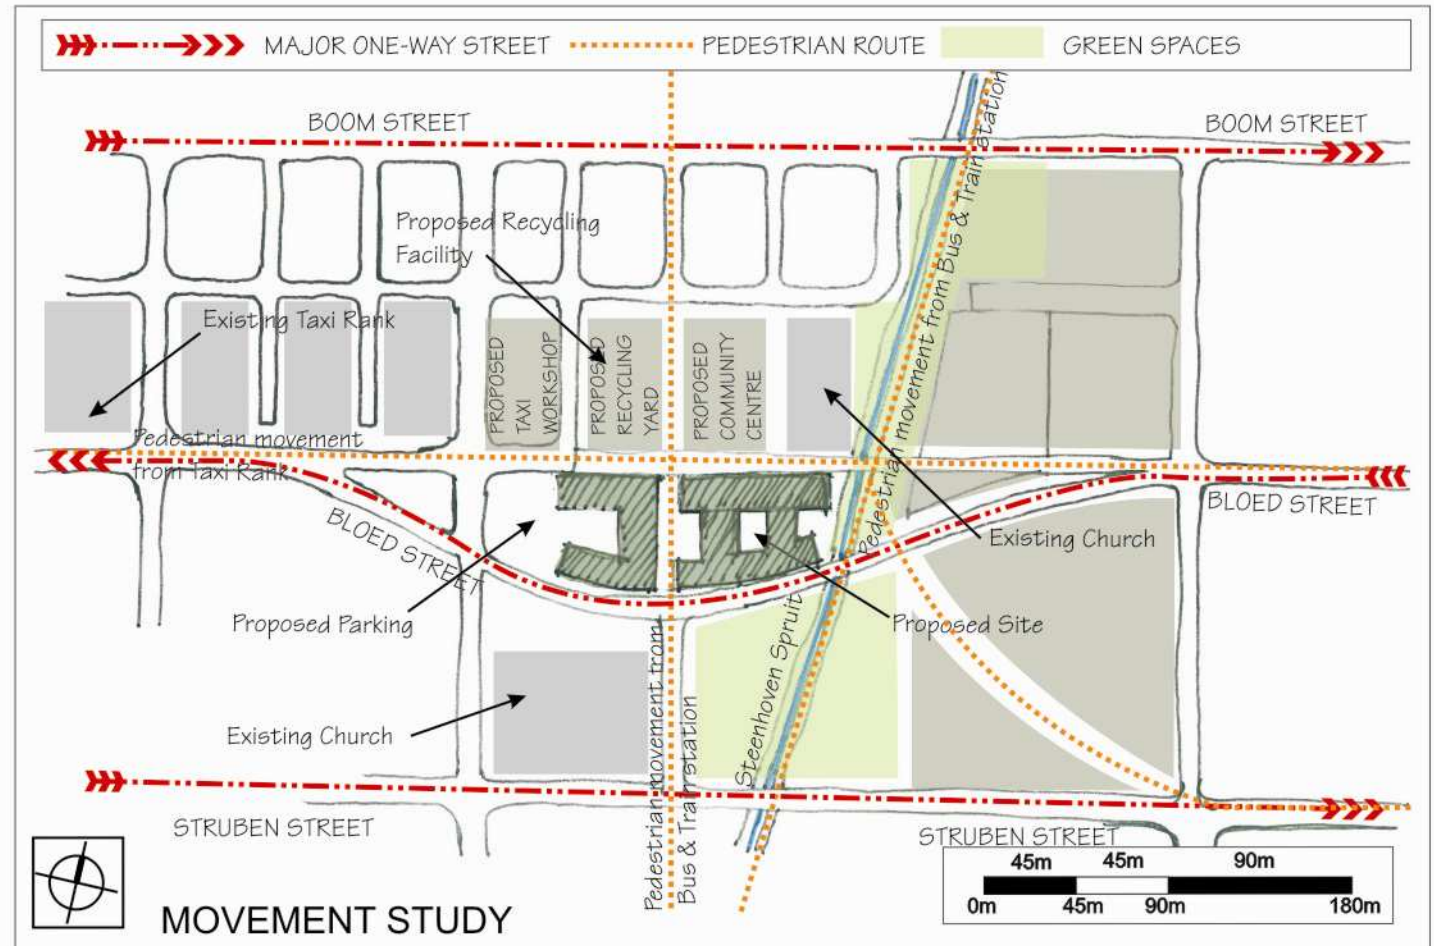 MAJOR ONE-WAY STREET
PEDESTRIAN ROUTE
GREEN SPACES
BOOM STREET
BOOM STREET
Proposed Recycling
Facility
Existing Taxi Rank
PROPOSED
TAXI
WORKSHOP
PROPOSED
RECYCLING
YARD
PROPOSED
COMMUNITY
CENTRE
Pedestrian movement from Bus & Train station
Pedestrian movement
from Taxi Rank
BLOED STREET
BLOED STREET
Existing Church
Proposed Parking
Proposed Site
Steenhoven Spruit
Pedestrian movement from
Bus & Train station
Existing Church
STRUBEN STREET
STRUBEN STREET
MOVEMENT STUDY
45m 45m 90m
0m 45m 90m 180m